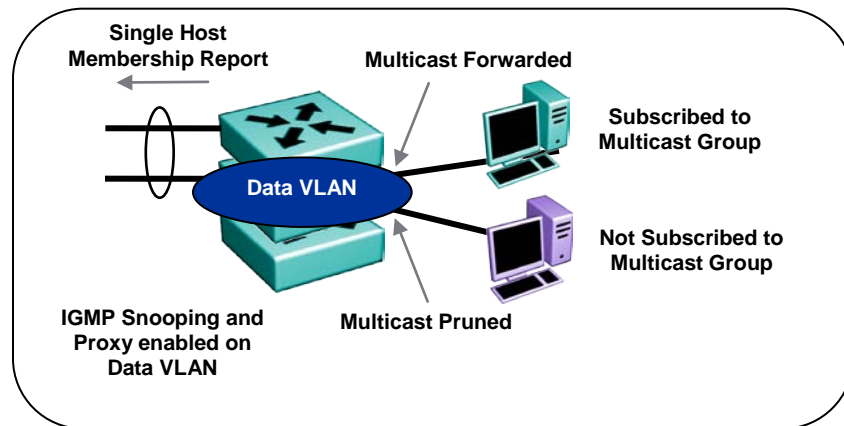 Single Host
Membership Report
Multicast Forwarded
Subscribed to
Multicast Group
Data VLAN
Not Subscribed to
Multicast Group
IGMP Snooping and
Proxy enabled on
Data VLAN
Multicast Pruned